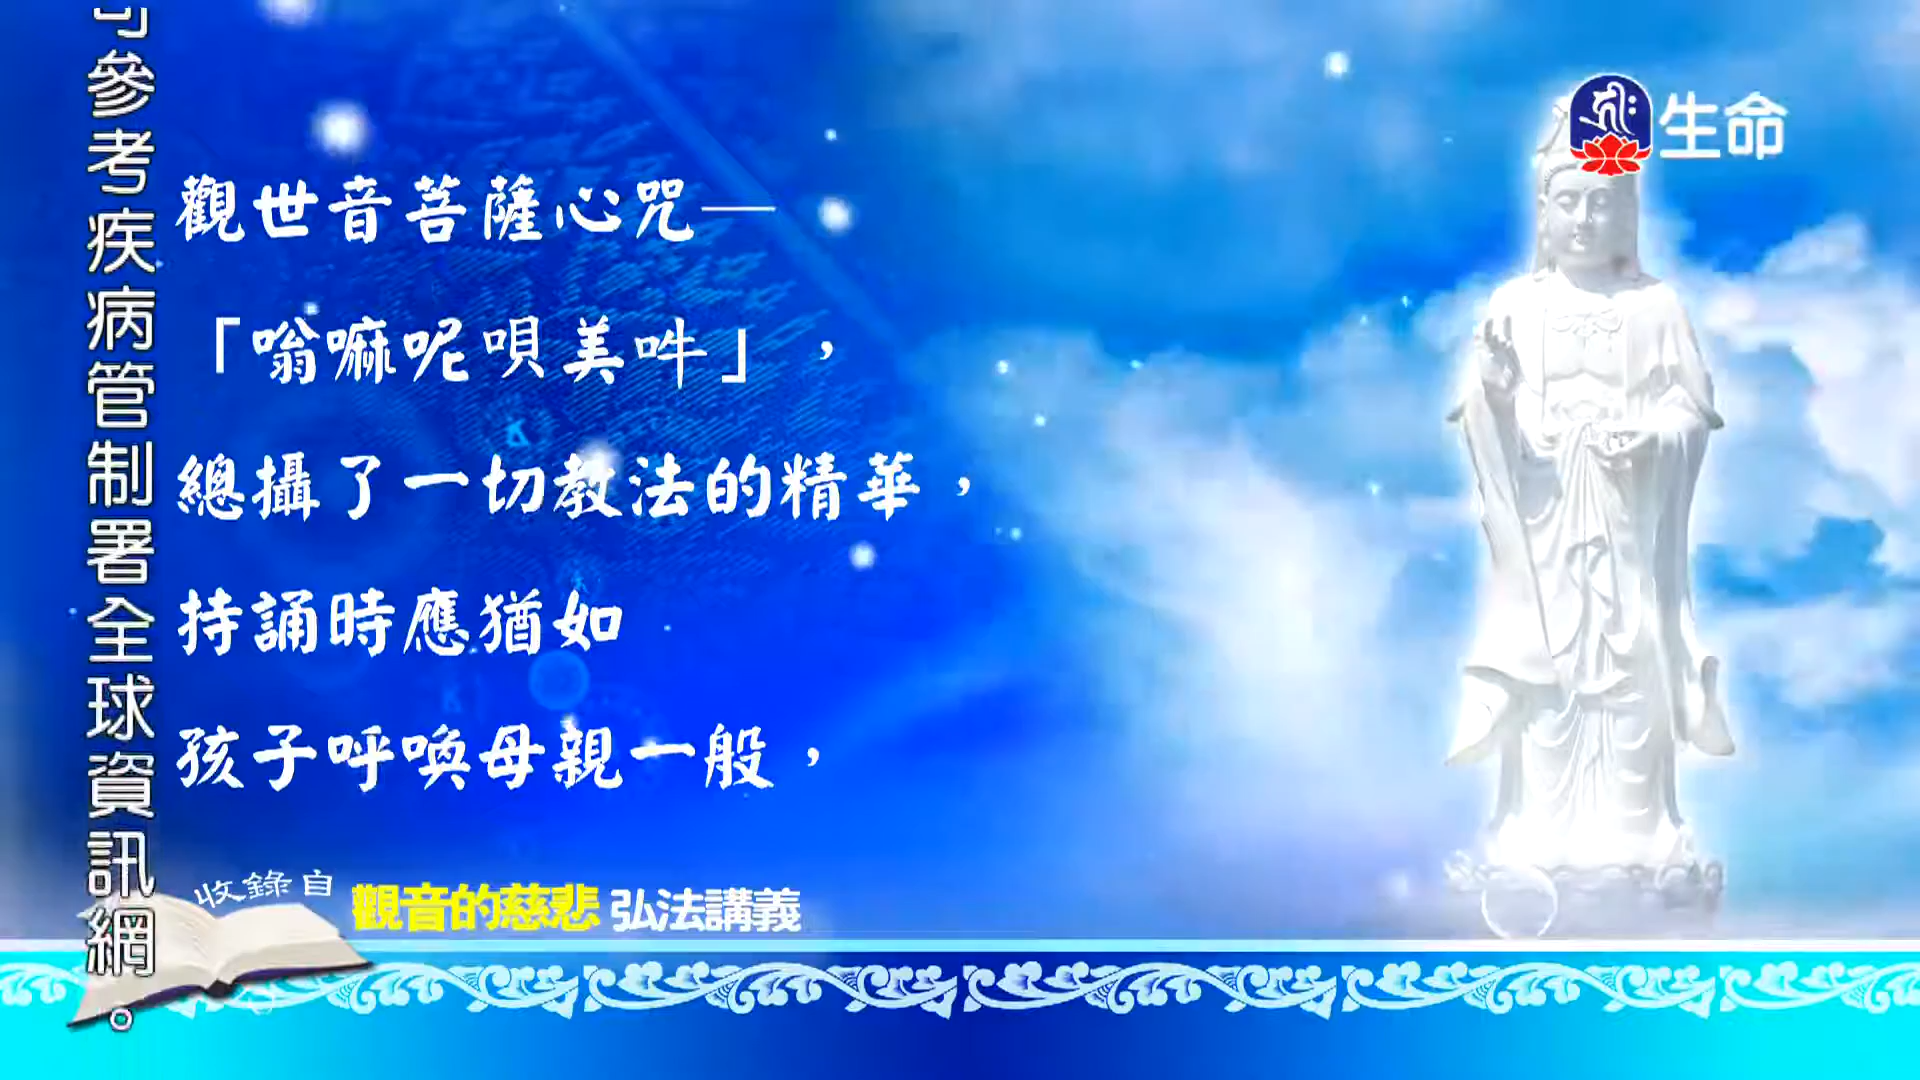 可參考疾病管制署全球資訊網。
生命
觀世音菩薩心咒—
「嗡嘛呢唄美吽」，
總攝了一切教法的精華，
持誦時應猶如
孩子呼喚母親一般，
收錄自 觀音的慈悲 弘法講義